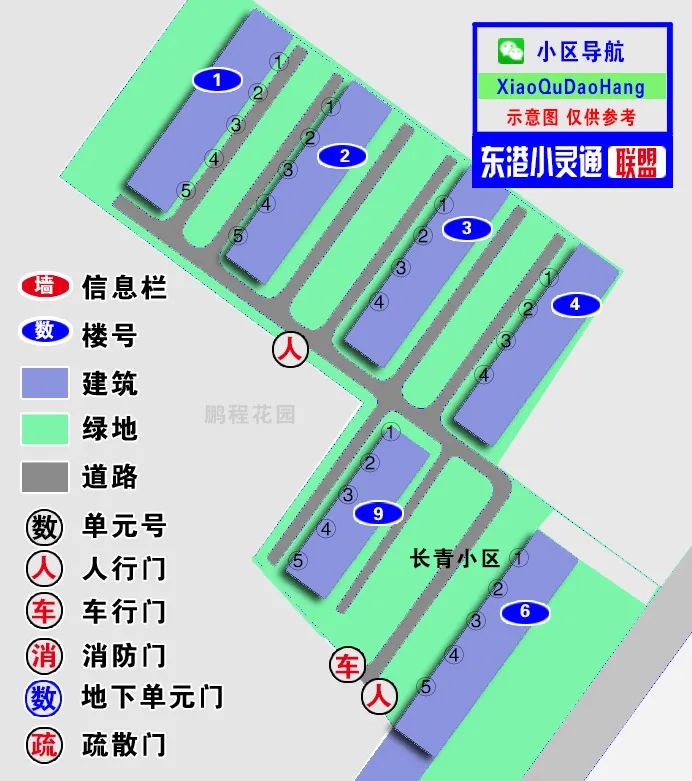 小区导航
XiaoQuDaoHang
示意图 仅供参考
东港小灵通 联盟
1
① ② ③ ④ ⑤
2
① ② ③ ④ ⑤
3
① ② ③ ④
4
① ② ③ ④
人
鹏程花园
9
① ② ③ ④ ⑤
长青小区
6
① ② ③ ④ ⑤
车
人
墙 信息栏
数 楼号
建筑
绿地
道路
数 单元号
人 人行门
车 车行门
消 消防门
数 地下单元门
疏 疏散门